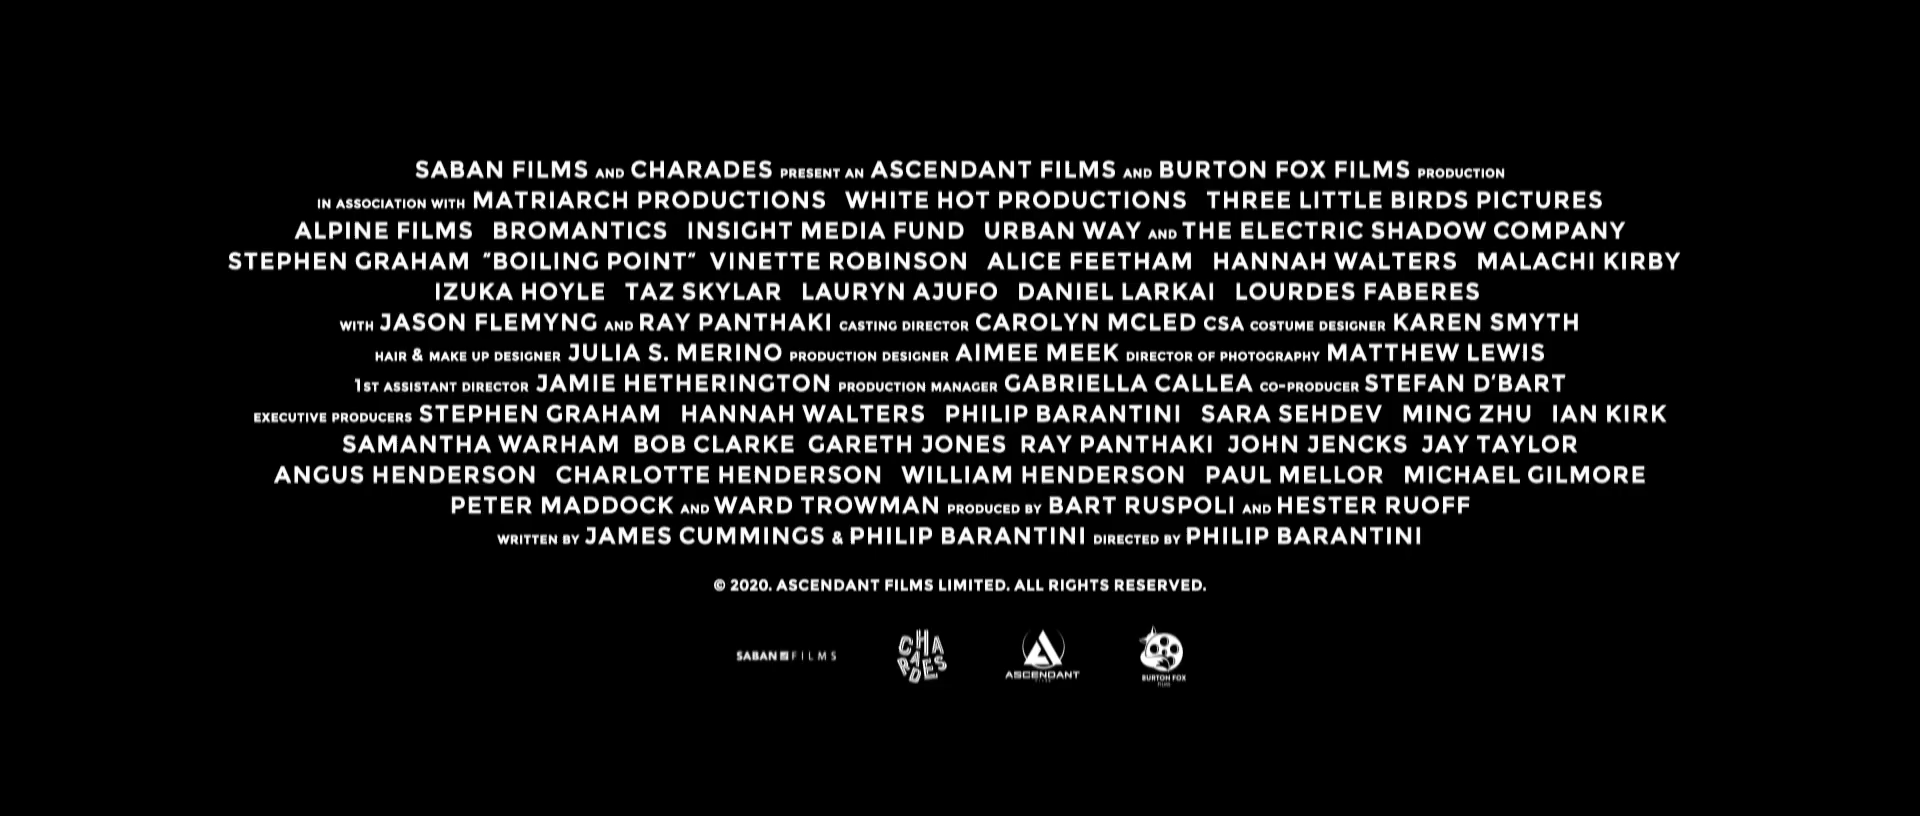 SABAN FILMS AND CHARADES PRESENT AN ASCENDANT FILMS AND BURTON FOX FILMS PRODUCTION
IN ASSOCIATION WITH MATRIARCH PRODUCTIONS WHITE HOT PRODUCTIONS THREE LITTLE BIRDS PICTURES
ALPINE FILMS BROMANTICS INSIGHT MEDIA FUND URBAN WAY AND THE ELECTRIC SHADOW COMPANY
STEPHEN GRAHAM "BOILING POINT" VINETTE ROBINSON ALICE FEETHAM HANNAH WALTERS MALACHI KIRBY
IZUKA HOYLE TAZ SKYLAR LAURYN AJUFO DANIEL LARKAI LOURDES FABERES
WITH JASON FLEMYNG AND RAY PANTHAKI CASTING DIRECTOR CAROLYN MCLED CSA COSTUME DESIGNER KAREN SMYTH
HAIR & MAKE UP DESIGNER JULIA S. MERINO PRODUCTION DESIGNER AIMEE MEEK DIRECTOR OF PHOTOGRAPHY MATTHEW LEWIS
1ST ASSISTANT DIRECTOR JAMIE HETHERINGTON PRODUCTION MANAGER GABRIELLA CALLEA CO-PRODUCER STEFAN D'BART
EXECUTIVE PRODUCERS STEPHEN GRAHAM HANNAH WALTERS PHILIP BARANTINI SARA SEHDEV MING ZHU IAN KIRK
SAMANTHA WARHAM BOB CLARKE GARETH JONES RAY PANTHAKI JOHN JENCKS JAY TAYLOR
ANGUS HENDERSON CHARLOTTE HENDERSON WILLIAM HENDERSON PAUL MELLOR MICHAEL GILMORE
PETER MADDOCK AND WARD TROWMAN PRODUCED BY BART RUSPOLI AND HESTER RUOFF
WRITTEN BY JAMES CUMMINGS & PHILIP BARANTINI DIRECTED BY PHILIP BARANTINI
© 2020. ASCENDANT FILMS LIMITED. ALL RIGHTS RESERVED.
SABAN FILMS
CHARADES
ASCENDANT
BURTON FOX
FILMS